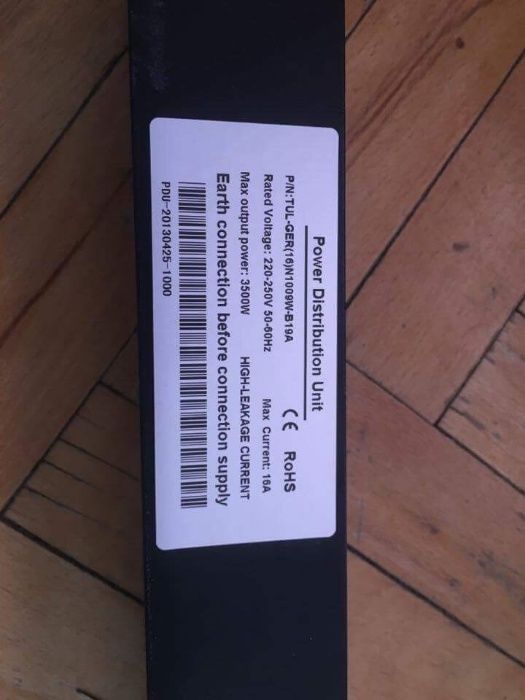 Power Distribution Unit
P/N:TUL-GER(16)N1009W-B19A CE RoHS
Rated Voltage: 220-250V 50-60Hz Max Current: 16A
Max output power: 3500W HIGH-LEAKAGE CURRENT
Earth connection before connection supply
PDU-20130425-1000